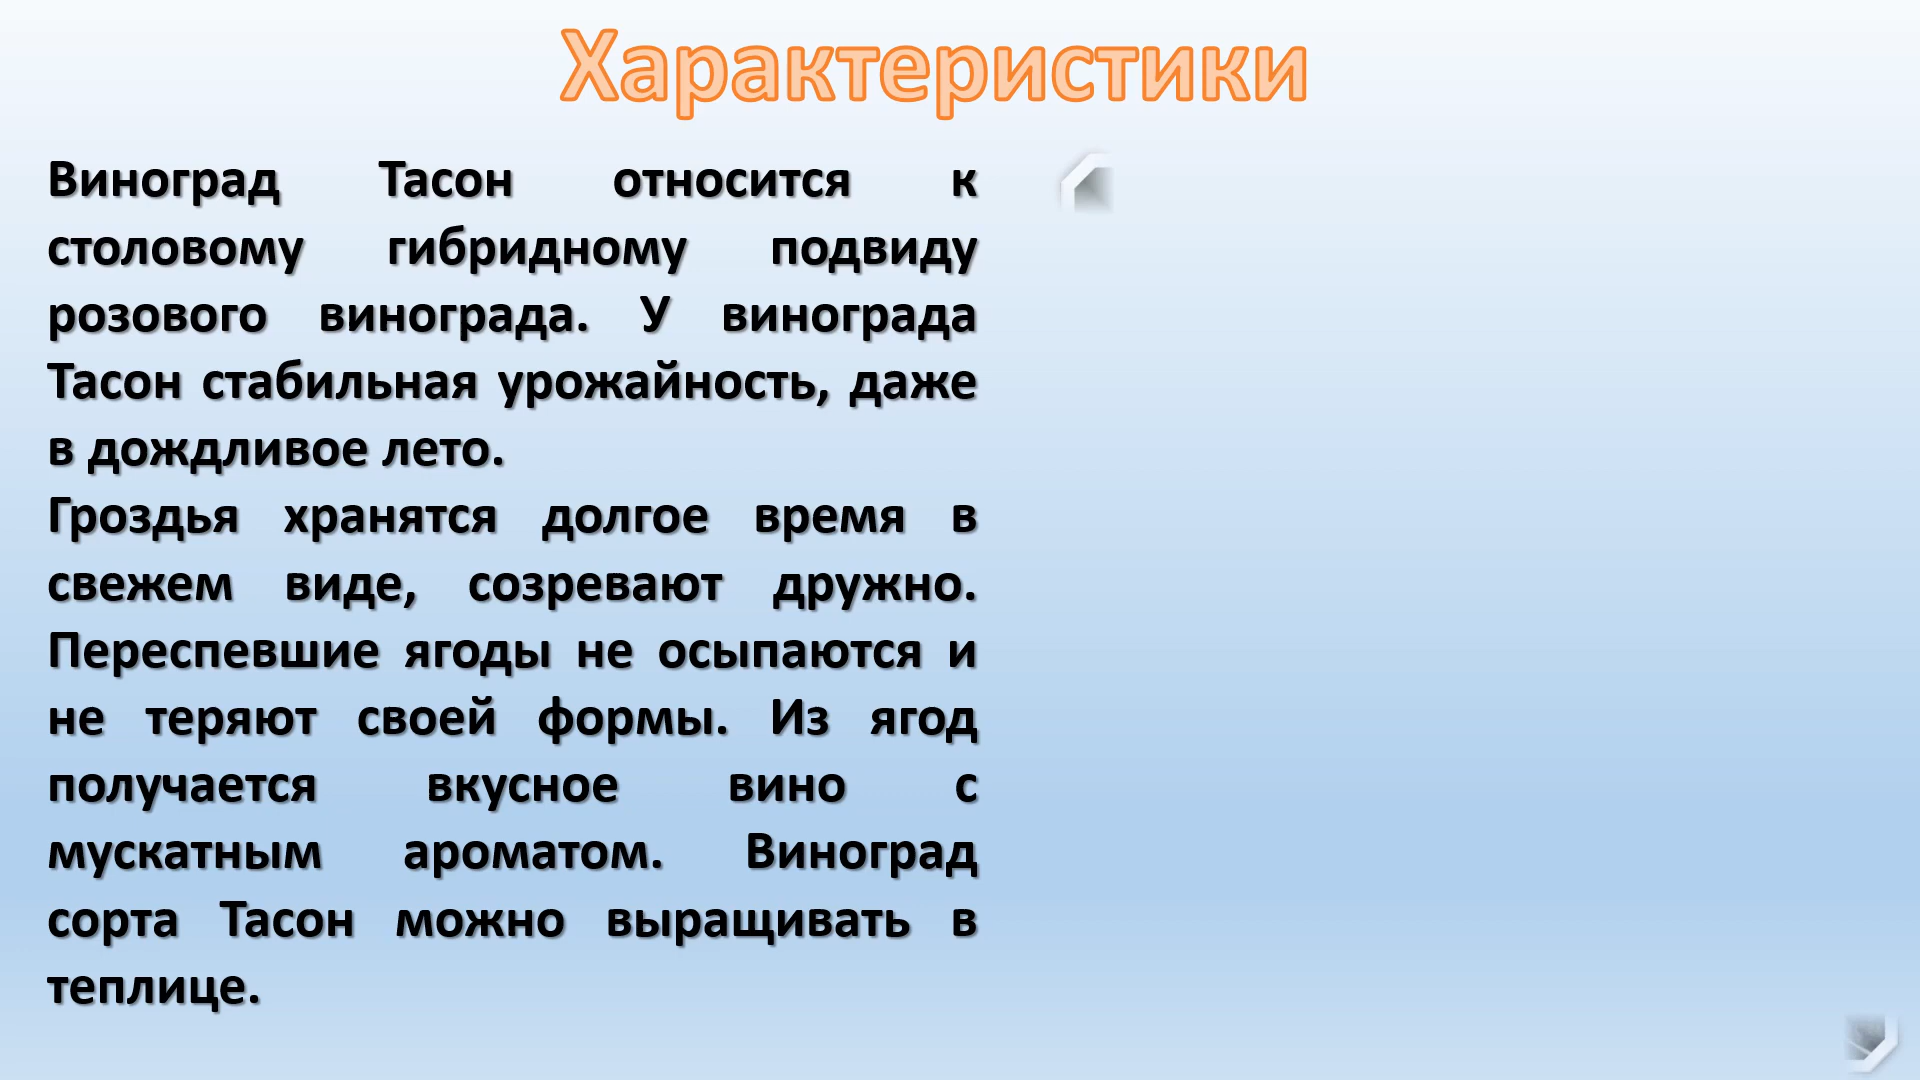 Характеристики
Виноград Тасон относится к
столовому гибридному подвиду
розового винограда. У винограда
Тасон стабильная урожайность, даже
в дождливое лето.
Гроздья хранятся долгое время в
свежем виде, созревают дружно.
Переспевшие ягоды не осыпаются и
не теряют своей формы. Из ягод
получается вкусное вино с
мускатным ароматом. Виноград
сорта Тасон можно выращивать в
теплице.